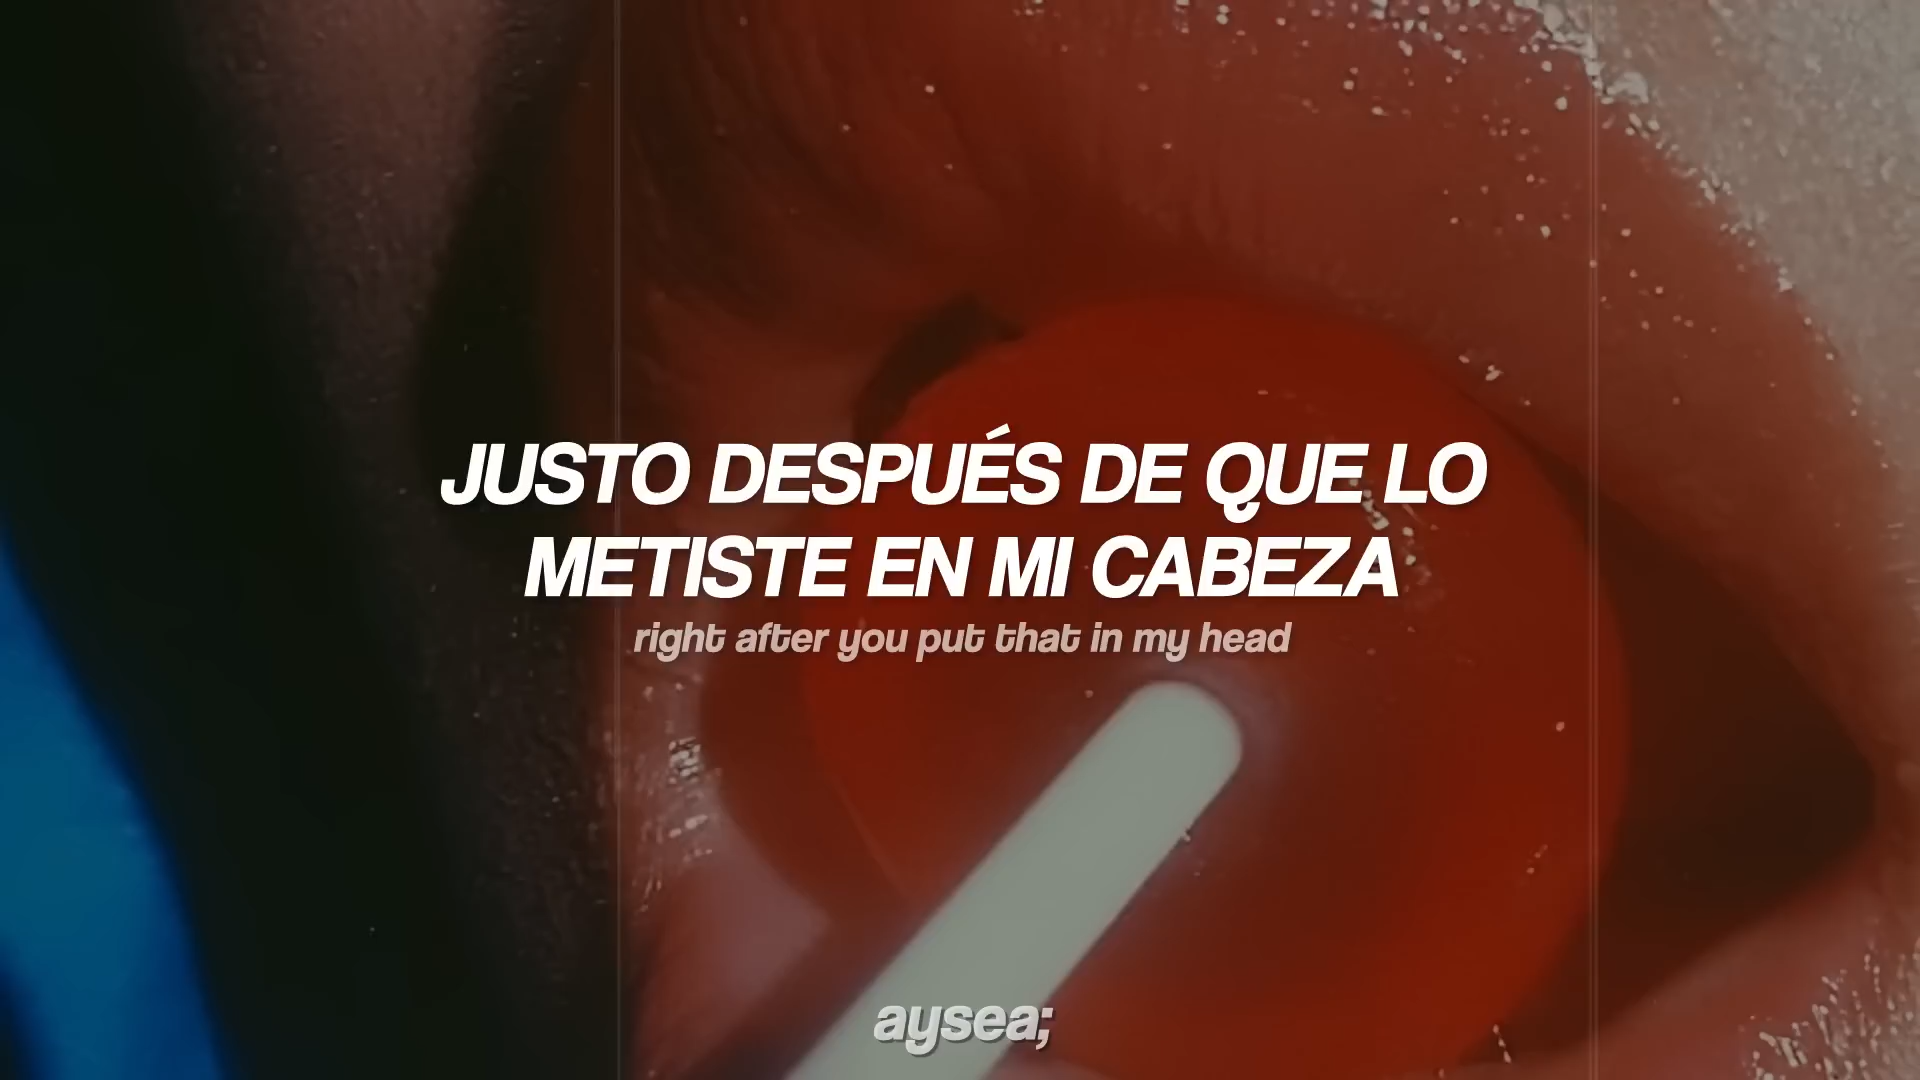 JUSTO DESPUÉS DE QUE LO
METISTE EN MI CABEZA
right after you put that in my head
aysea;